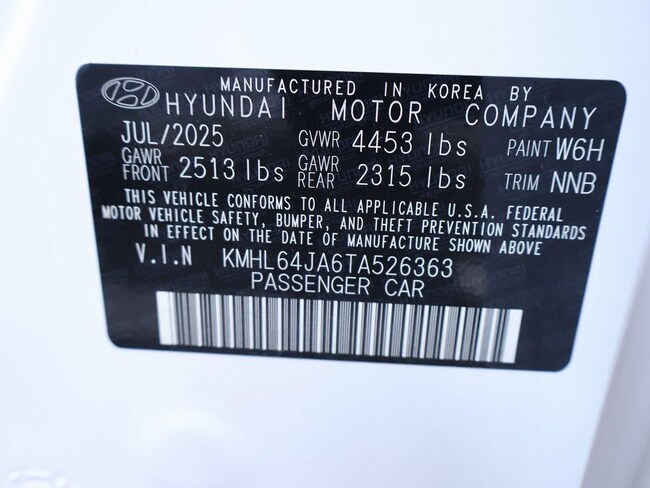 MANUFACTURED IN KOREA BY
HYUNDAI MOTOR COMPANY
JUL/2025 GVWR 4453 lbs PAINT W6H
GAWR FRONT 2513 lbs GAWR REAR 2315 lbs TRIM NNB
THIS VEHICLE CONFORMS TO ALL APPLICABLE U.S.A. FEDERAL
MOTOR VEHICLE SAFETY, BUMPER, AND THEFT PREVENTION STANDARDS
IN EFFECT ON THE DATE OF MANUFACTURE SHOWN ABOVE
V.I.N KMHL64JA6TA526363
PASSENGER CAR